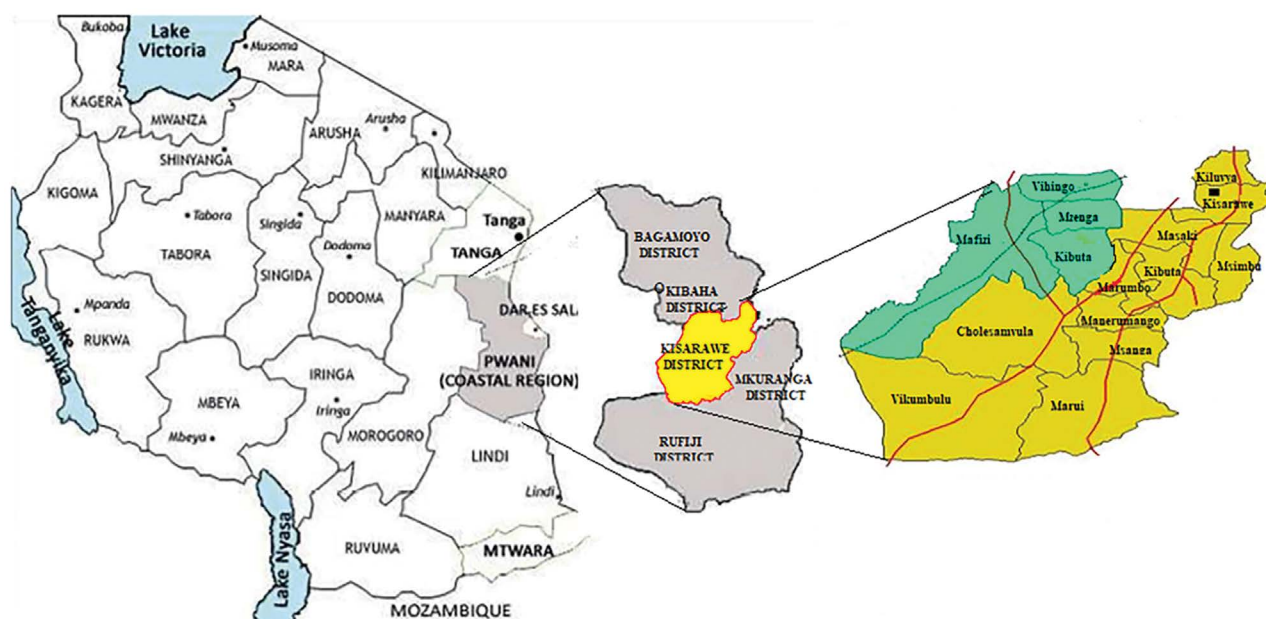 Bukoba
Lake
Victoria
Musoma
MARA
KAGERA
MWANZA
Arusha
ARUSHA
SHINYANGA
KILIMANJARO
KIGOMA
Tabora
Singida
MANYARA
Tanga
TANGA
Dodoma
TABORA
SINGIDA
DODOMA
Mpanda
Lake
Tanganyika
RUKWA
DAR.ES SALA
PWANI
(COASTAL REGION)
IRINGA
MBEYA
Iringa
Mbeya
MOROGORO
LINDI
Lindi
Lake Nyasa
RUVUMA
MTWARA
MOZAMBIQUE
BAGAMOYO
DISTRICT
KIBAHA
DISTRICT
KISARAWE
DISTRICT
MKURANGA
DISTRICT
RUFIJI
DISTRICT
Kiluvya
Kisarawe
Vihingo
Mzenga
Mafizi
Masaki
Kibuta
Kibuta
Msimbu
Marumbo
Cholesamvula
Manerumango
Msanga
Vikumbulu
Marui